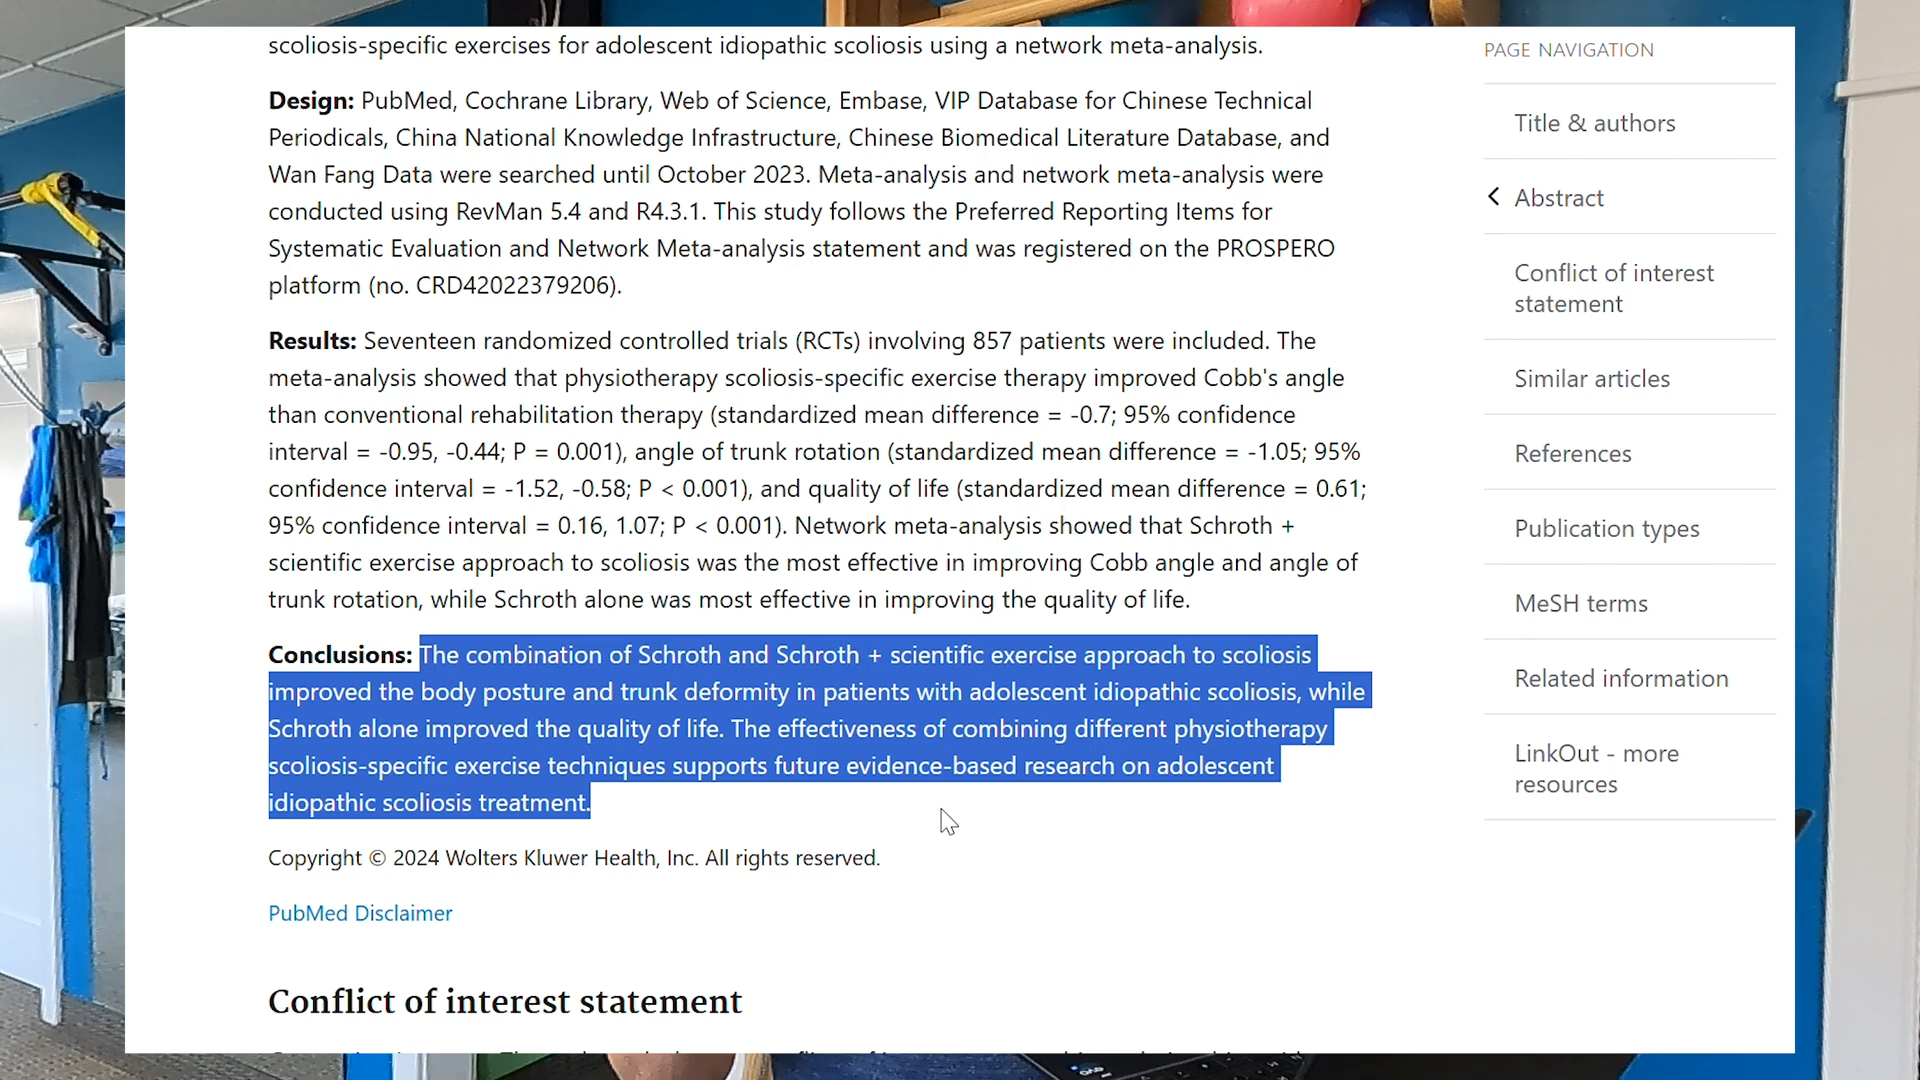 scoliosis-specific exercises for adolescent idiopathic scoliosis using a network meta-analysis.
Design: PubMed, Cochrane Library, Web of Science, Embase, VIP Database for Chinese Technical
Periodicals, China National Knowledge Infrastructure, Chinese Biomedical Literature Database, and
Wan Fang Data were searched until October 2023. Meta-analysis and network meta-analysis were
conducted using RevMan 5.4 and R4.3.1. This study follows the Preferred Reporting Items for
Systematic Evaluation and Network Meta-analysis statement and was registered on the PROSPERO
platform (no. CRD42022379206).
Results: Seventeen randomized controlled trials (RCTs) involving 857 patients were included. The
meta-analysis showed that physiotherapy scoliosis-specific exercise therapy improved Cobb's angle
than conventional rehabilitation therapy (standardized mean difference = -0.7; 95% confidence
interval = -0.95, -0.44; P = 0.001), angle of trunk rotation (standardized mean difference = -1.05; 95%
confidence interval = -1.52, -0.58; P < 0.001), and quality of life (standardized mean difference = 0.61;
95% confidence interval = 0.16, 1.07; P < 0.001). Network meta-analysis showed that Schroth +
scientific exercise approach to scoliosis was the most effective in improving Cobb angle and angle of
trunk rotation, while Schroth alone was most effective in improving the quality of life.
Conclusions: The combination of Schroth and Schroth + scientific exercise approach to scoliosis
improved the body posture and trunk deformity in patients with adolescent idiopathic scoliosis, while
Schroth alone improved the quality of life. The effectiveness of combining different physiotherapy
scoliosis-specific exercise techniques supports future evidence-based research on adolescent
idiopathic scoliosis treatment.
Copyright © 2024 Wolters Kluwer Health, Inc. All rights reserved.
PubMed Disclaimer
Conflict of interest statement
PAGE NAVIGATION
Title & authors
Abstract
Conflict of interest
statement
Similar articles
References
Publication types
MeSH terms
Related information
LinkOut - more
resources